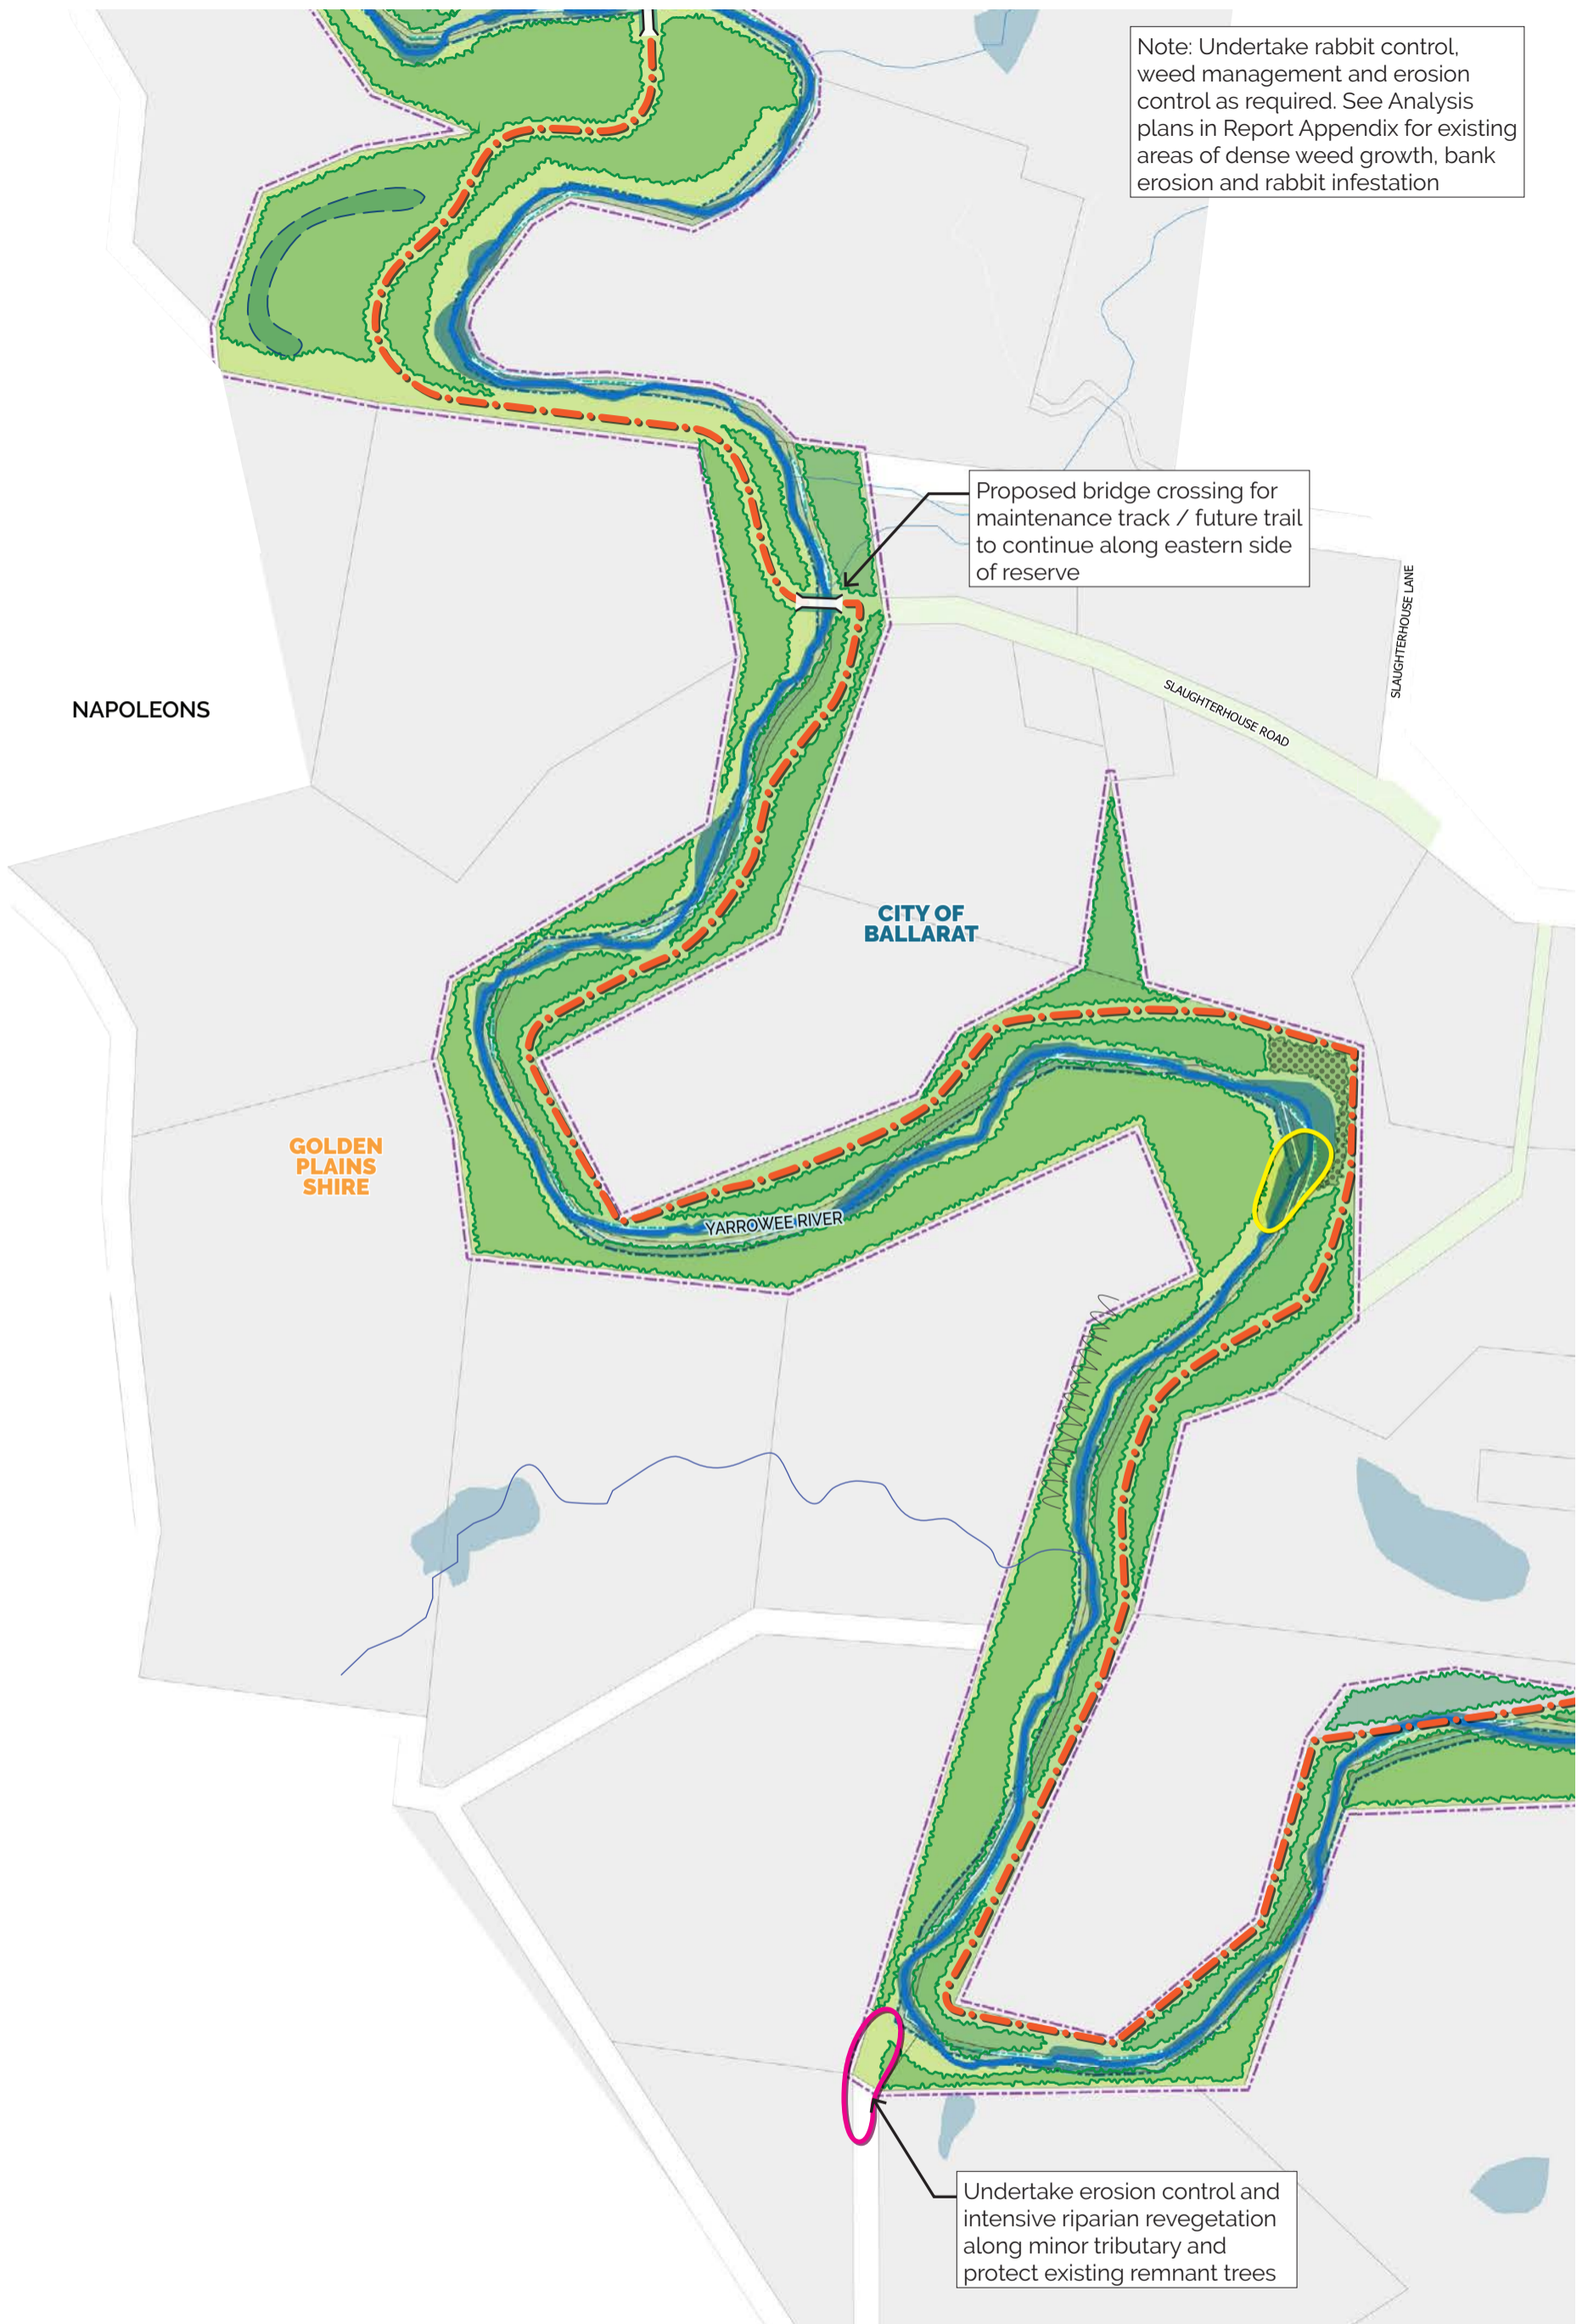 Note: Undertake rabbit control,
weed management and erosion
control as required. See Analysis
plans in Report Appendix for existing
areas of dense weed growth, bank
erosion and rabbit infestation
Proposed bridge crossing for
maintenance track / future trail
to continue along eastern side
of reserve
SLAUGHTERHOUSE LANE
SLAUGHTERHOUSE ROAD
NAPOLEONS
CITY OF
BALLARAT
GOLDEN
PLAINS
SHIRE
YARROWEE RIVER
Undertake erosion control and
intensive riparian revegetation
along minor tributary and
protect existing remnant trees